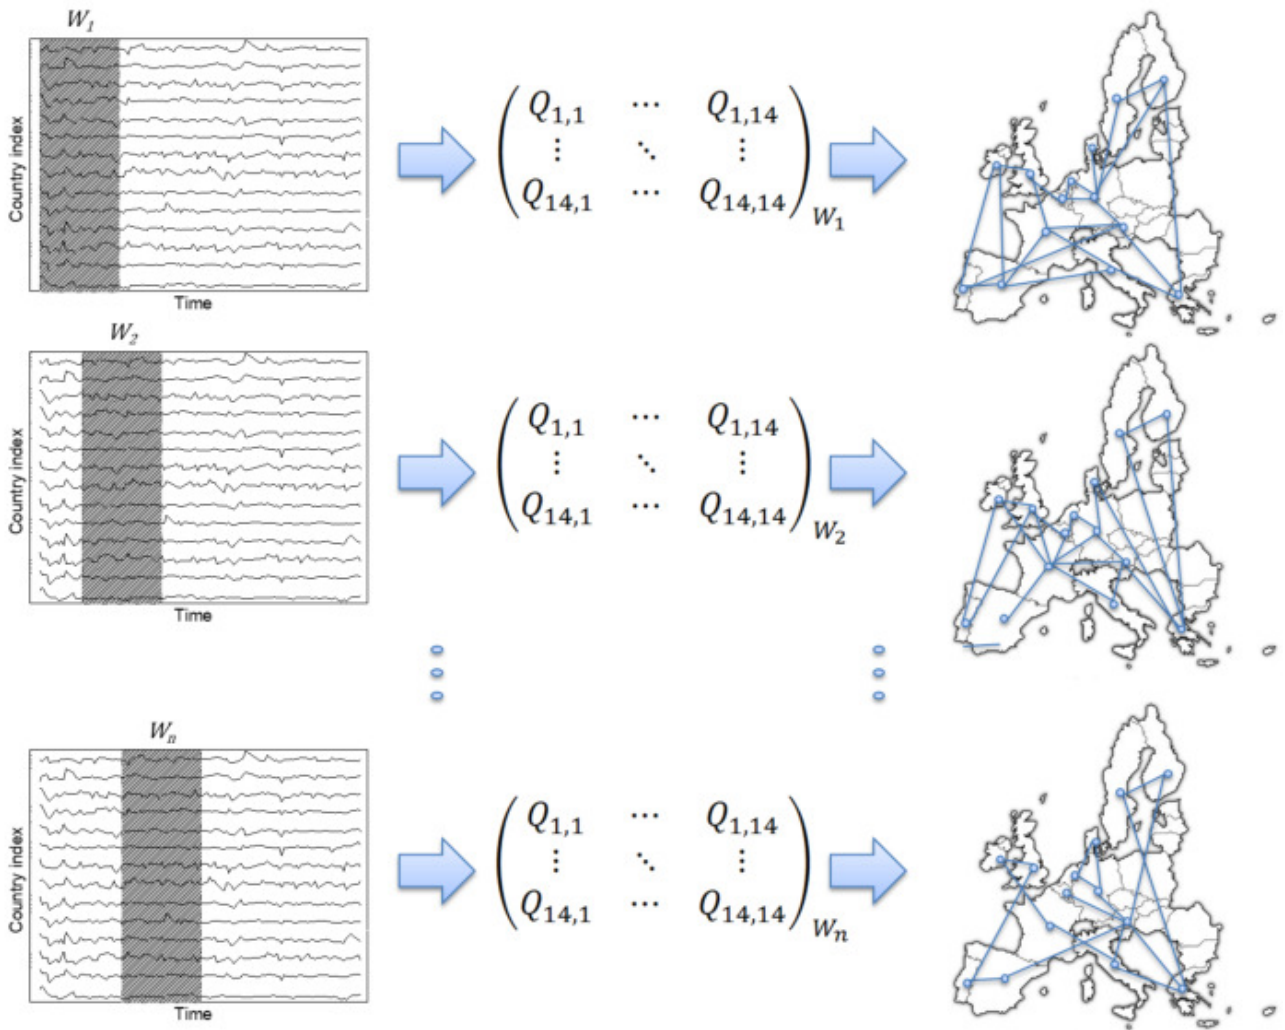 W1
Country index
Time
Q1,1 ⋯ Q1,14
⋮ ⋱ ⋮
Q14,1 ⋯ Q14,14
W1
W2
Country index
Time
Q1,1 ⋯ Q1,14
⋮ ⋱ ⋮
Q14,1 ⋯ Q14,14
W2
Wn
Country index
Time
Q1,1 ⋯ Q1,14
⋮ ⋱ ⋮
Q14,1 ⋯ Q14,14
Wn